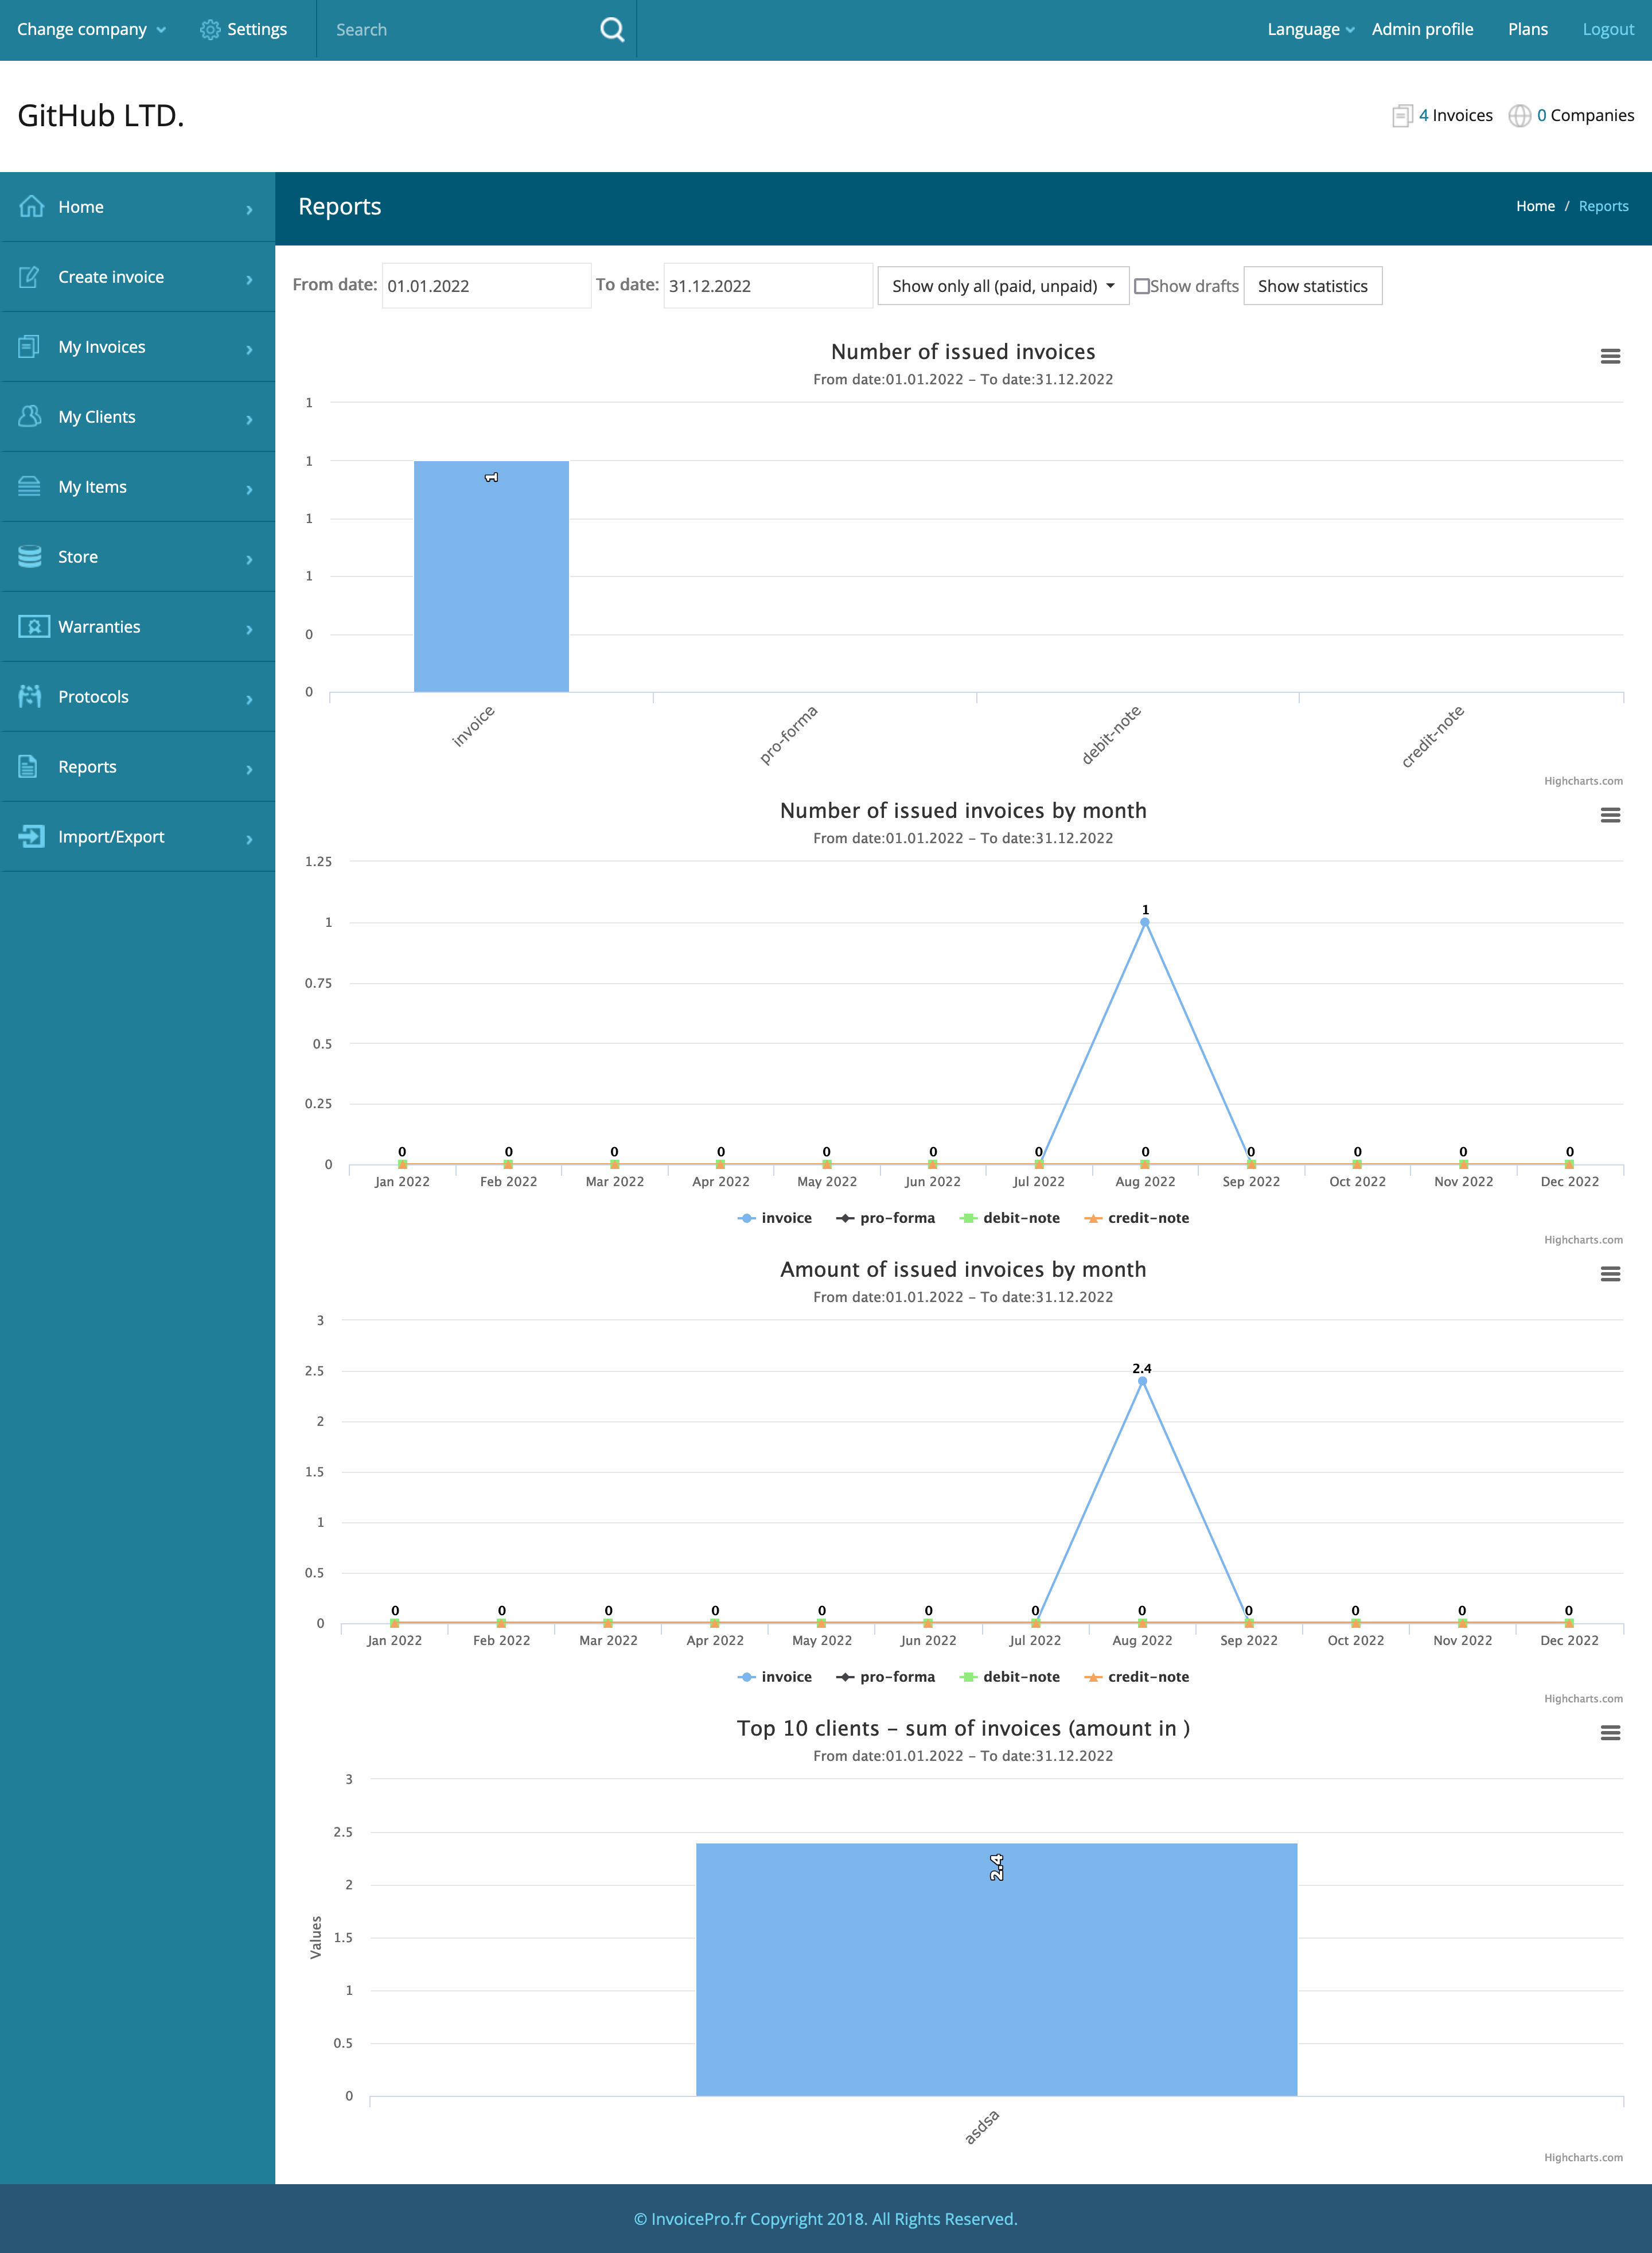 Change company Settings Search Language Admin profile Plans Logout
GitHub LTD. 4 Invoices 0 Companies
Home
Create invoice
My Invoices
My Clients
My Items
Store
Warranties
Protocols
Reports
Import/Export
Reports Home / Reports
From date: 01.01.2022 To date: 31.12.2022 Show only all (paid, unpaid) Show drafts Show statistics
Number of issued invoices
From date:01.01.2022 – To date:31.12.2022
1
1
1
1
0
0
1
invoice pro-forma debit-note credit-note
Highcharts.com
Number of issued invoices by month
From date:01.01.2022 – To date:31.12.2022
1.25
1
0.75
0.5
0.25
0
1
0 0 0 0 0 0 0 0 0 0 0 0
Jan 2022 Feb 2022 Mar 2022 Apr 2022 May 2022 Jun 2022 Jul 2022 Aug 2022 Sep 2022 Oct 2022 Nov 2022 Dec 2022
invoice pro-forma debit-note credit-note
Highcharts.com
Amount of issued invoices by month
From date:01.01.2022 – To date:31.12.2022
3
2.5
2
1.5
1
0.5
0
2.4
0 0 0 0 0 0 0 0 0 0 0 0
Jan 2022 Feb 2022 Mar 2022 Apr 2022 May 2022 Jun 2022 Jul 2022 Aug 2022 Sep 2022 Oct 2022 Nov 2022 Dec 2022
invoice pro-forma debit-note credit-note
Highcharts.com
Top 10 clients – sum of invoices (amount in )
From date:01.01.2022 – To date:31.12.2022
Values
3
2.5
2
1.5
1
0.5
0
2.4
asdsa
Highcharts.com
© InvoicePro.fr Copyright 2018. All Rights Reserved.